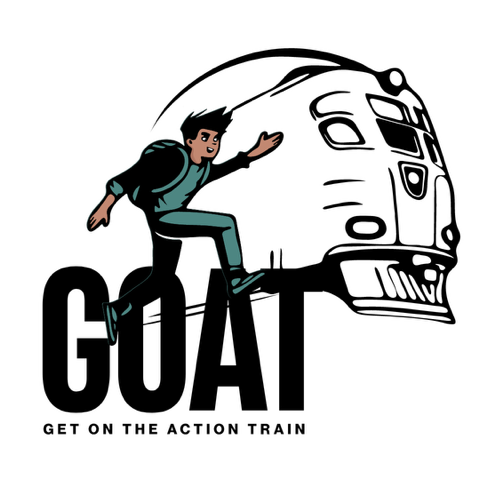 GOAT
GET ON THE ACTION TRAIN